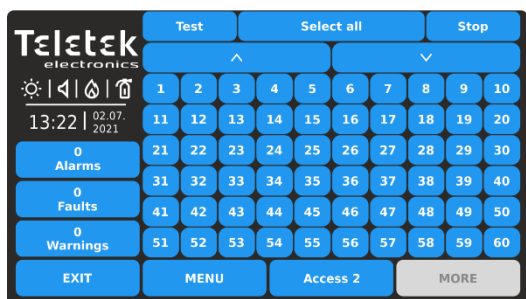 Teletek
electronics
13:22 02.07.
2021
0
Alarms
0
Faults
0
Warnings
EXIT
Test Select all Stop
1 2 3 4 5 6 7 8 9 10
11 12 13 14 15 16 17 18 19 20
21 22 23 24 25 26 27 28 29 30
31 32 33 34 35 36 37 38 39 40
41 42 43 44 45 46 47 48 49 50
51 52 53 54 55 56 57 58 59 60
MENU Access 2 MORE